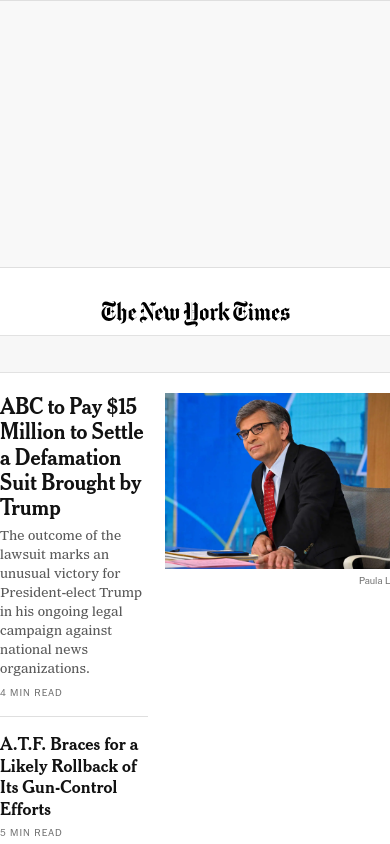 The New York Times
ABC to Pay $15
Million to Settle
a Defamation
Suit Brought by
Trump
The outcome of the
lawsuit marks an
unusual victory for
President-elect Trump
in his ongoing legal
campaign against
national news
organizations.
4 MIN READ
Paula L
A.T.F. Braces for a
Likely Rollback of
Its Gun-Control
Efforts
5 MIN READ